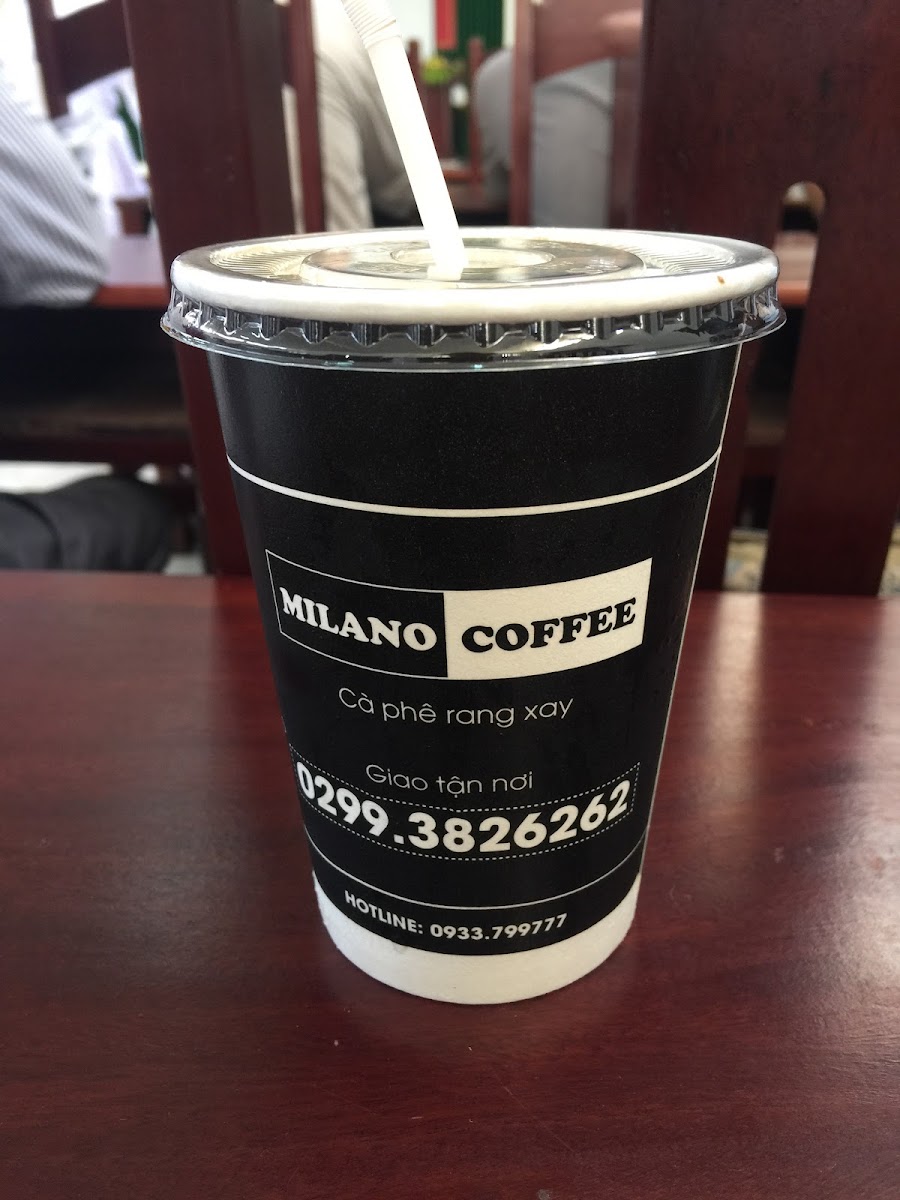 MILANO COFFEE
Cà phê rang xay
Giao tận nơi
0299.3826262
HOTLINE: 0933.799777